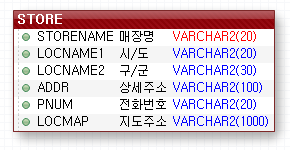 STORE
STORENAME 매장명 VARCHAR2(20)
LOCNAME1 시/도 VARCHAR2(20)
LOCNAME2 구/군 VARCHAR2(30)
ADDR 상세주소 VARCHAR2(100)
PNUM 전화번호 VARCHAR2(20)
LOCMAP 지도주소 VARCHAR2(1000)